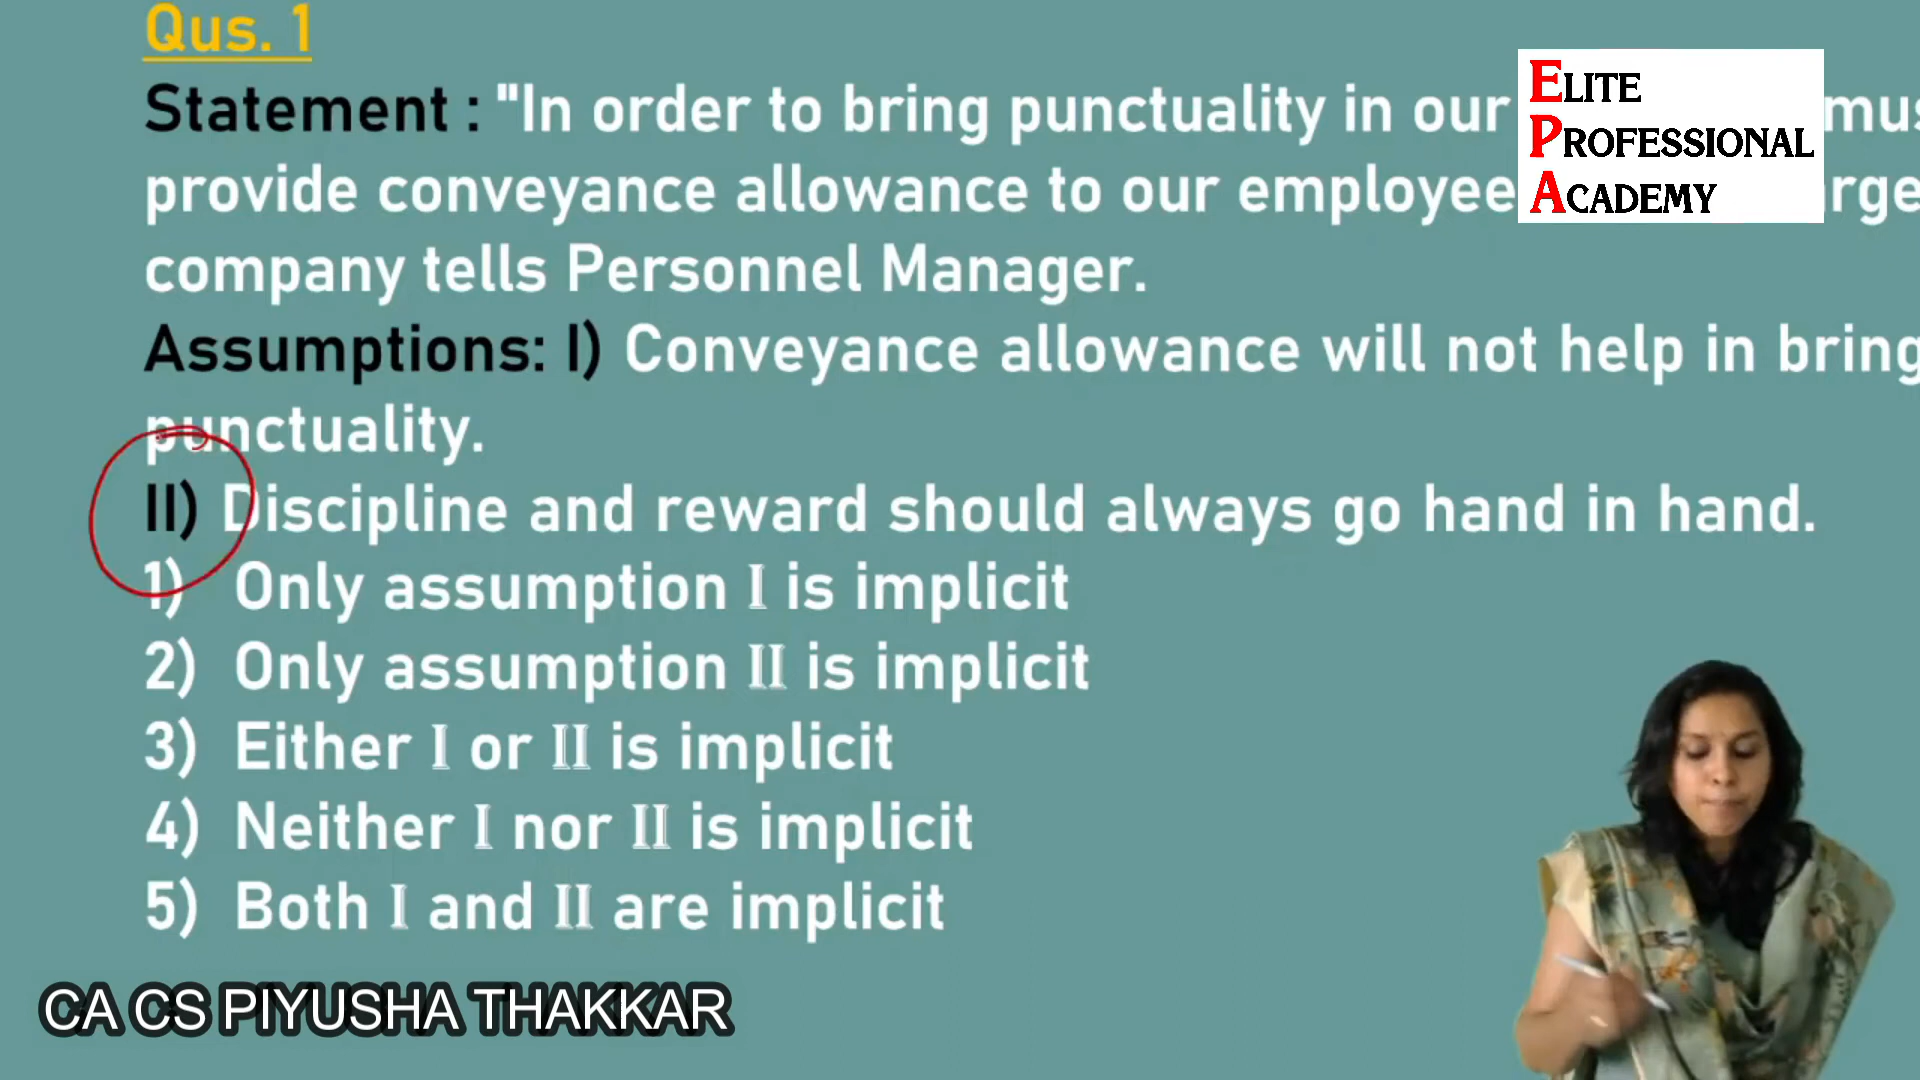 Qus. 1
Statement : "In order to bring punctuality in our
provide conveyance allowance to our employee
company tells Personnel Manager.
Assumptions: I) Conveyance allowance will not help in bring
punctuality.
II) Discipline and reward should always go hand in hand.
1) Only assumption I is implicit
2) Only assumption II is implicit
3) Either I or II is implicit
4) Neither I nor II is implicit
5) Both I and II are implicit
ELITE
PROFESSIONAL
ACADEMY
CA CS PIYUSHA THAKKAR